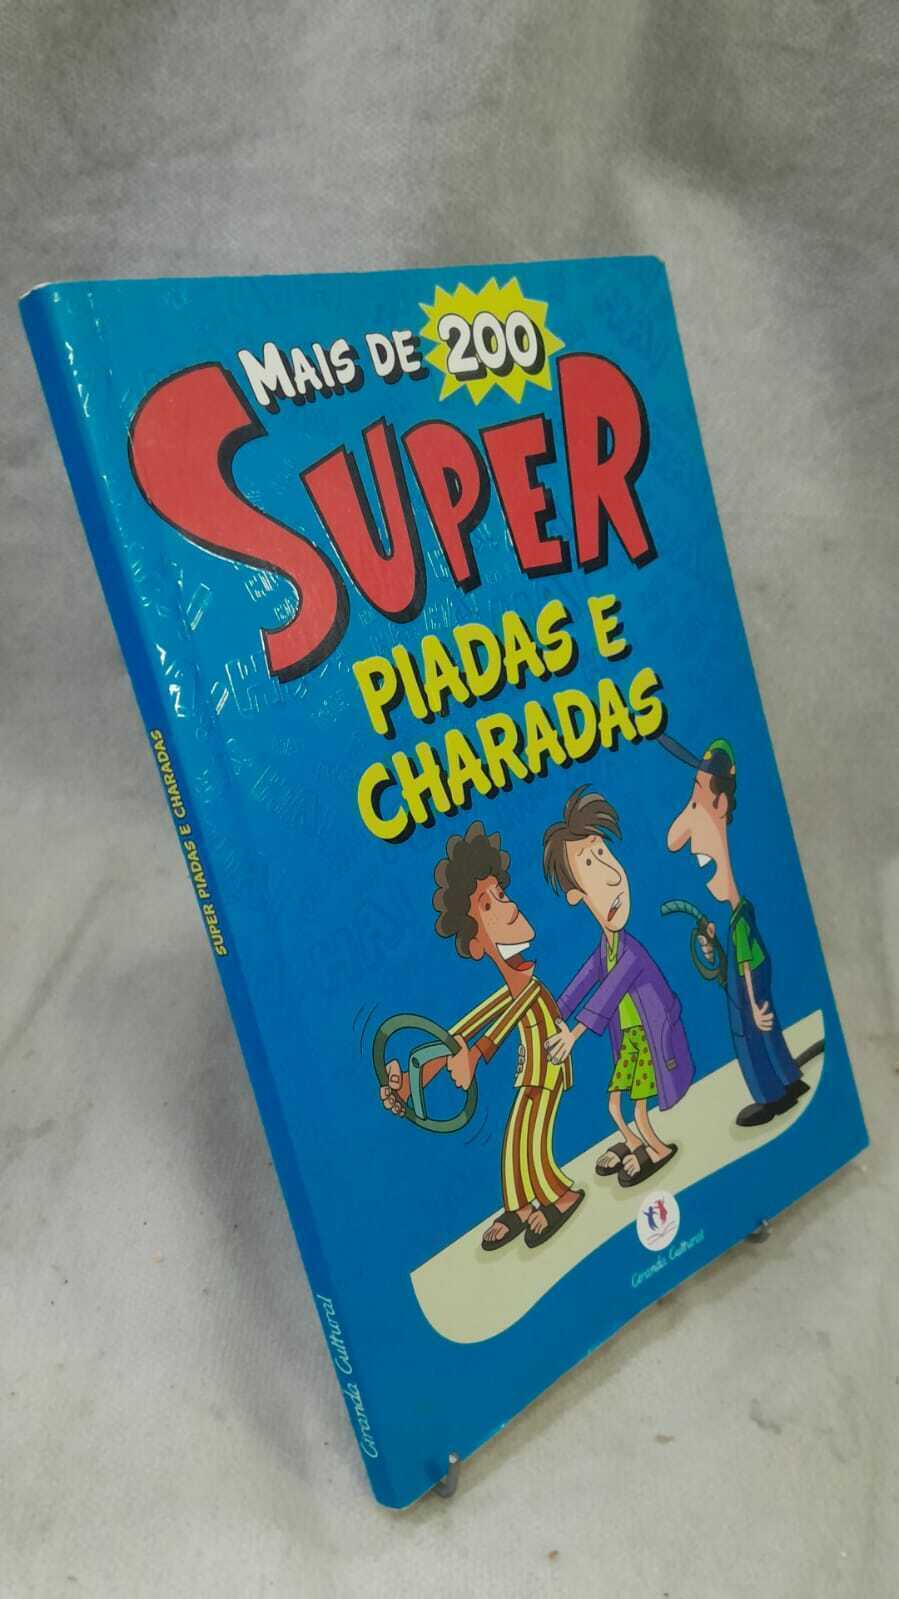 MAIS DE 200
SUPER
PIADAS E
CHARADAS
Ciranda Cultural
SUPER PIADAS E CHARADAS
Ciranda Cultural